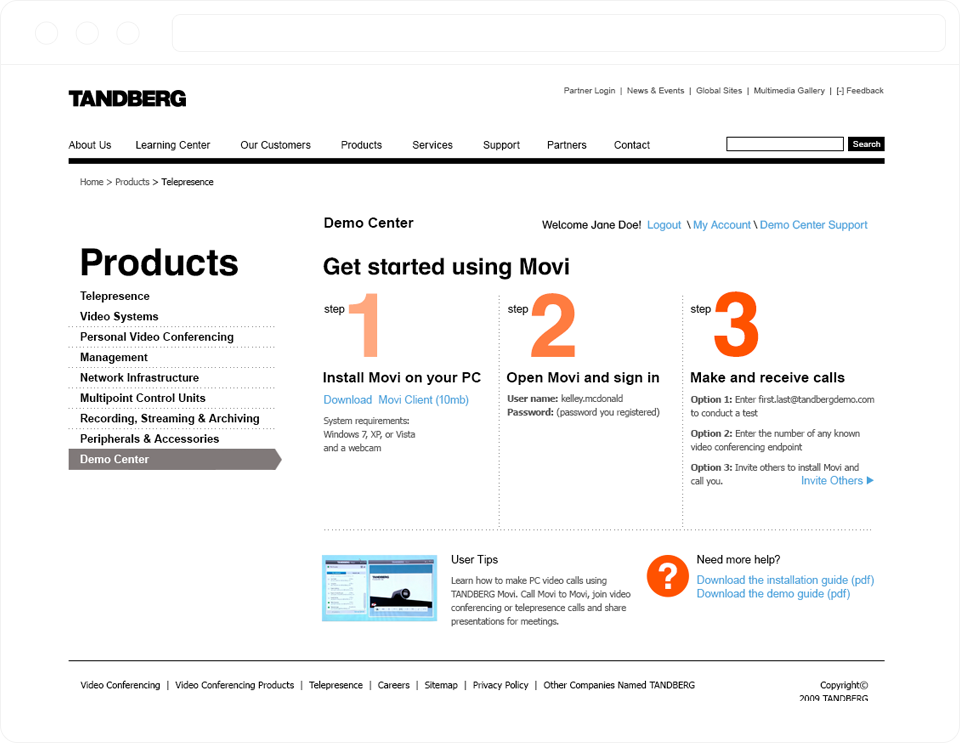 TANDBERG
Partner Login | News & Events | Global Sites | Multimedia Gallery | [-] Feedback
About Us Learning Center Our Customers Products Services Support Partners Contact
Search
Home > Products > Telepresence
Demo Center
Welcome Jane Doe! Logout \ My Account \ Demo Center Support
Products
Telepresence
Video Systems
Personal Video Conferencing
Management
Network Infrastructure
Multipoint Control Units
Recording, Streaming & Archiving
Peripherals & Accessories
Demo Center
Get started using Movi
step 1
Install Movi on your PC
Download Movi Client (10mb)
System requirements:
Windows 7, XP, or Vista
and a webcam
step 2
Open Movi and sign in
User name: kelley.mcdonald
Password: (password you registered)
step 3
Make and receive calls
Option 1: Enter first.last@tandbergdemo.com
to conduct a test
Option 2: Enter the number of any known
video conferencing endpoint
Option 3: Invite others to install Movi and
call you. Invite Others
User Tips
Learn how to make PC video calls using
TANDBERG Movi. Call Movi to Movi, join video
conferencing or telepresence calls and share
presentations for meetings.
?
Need more help?
Download the installation guide (pdf)
Download the demo guide (pdf)
Video Conferencing | Video Conferencing Products | Telepresence | Careers | Sitemap | Privacy Policy | Other Companies Named TANDBERG
Copyright©
2009 TANDBERG